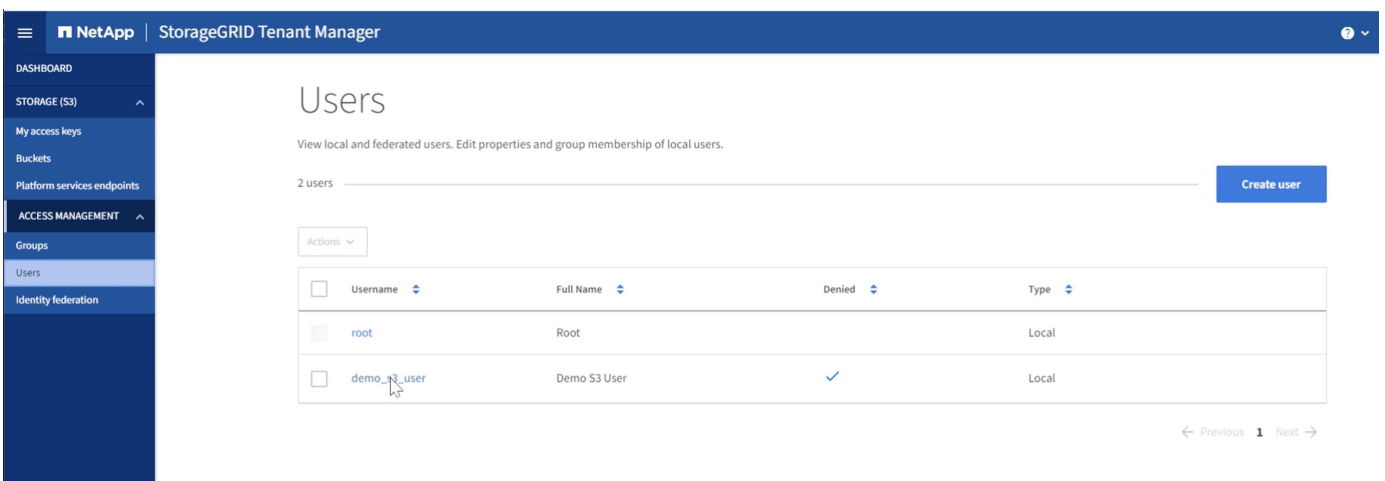 NetApp | StorageGRID Tenant Manager
DASHBOARD
STORAGE (S3)
My access keys
Buckets
Platform services endpoints
ACCESS MANAGEMENT
Groups
Users
Identity federation
Users
View local and federated users. Edit properties and group membership of local users.
2 users
Create user
Actions
Username Full Name Denied Type
root Root Local
demo_s3_user Demo S3 User Local
← Previous 1 Next →